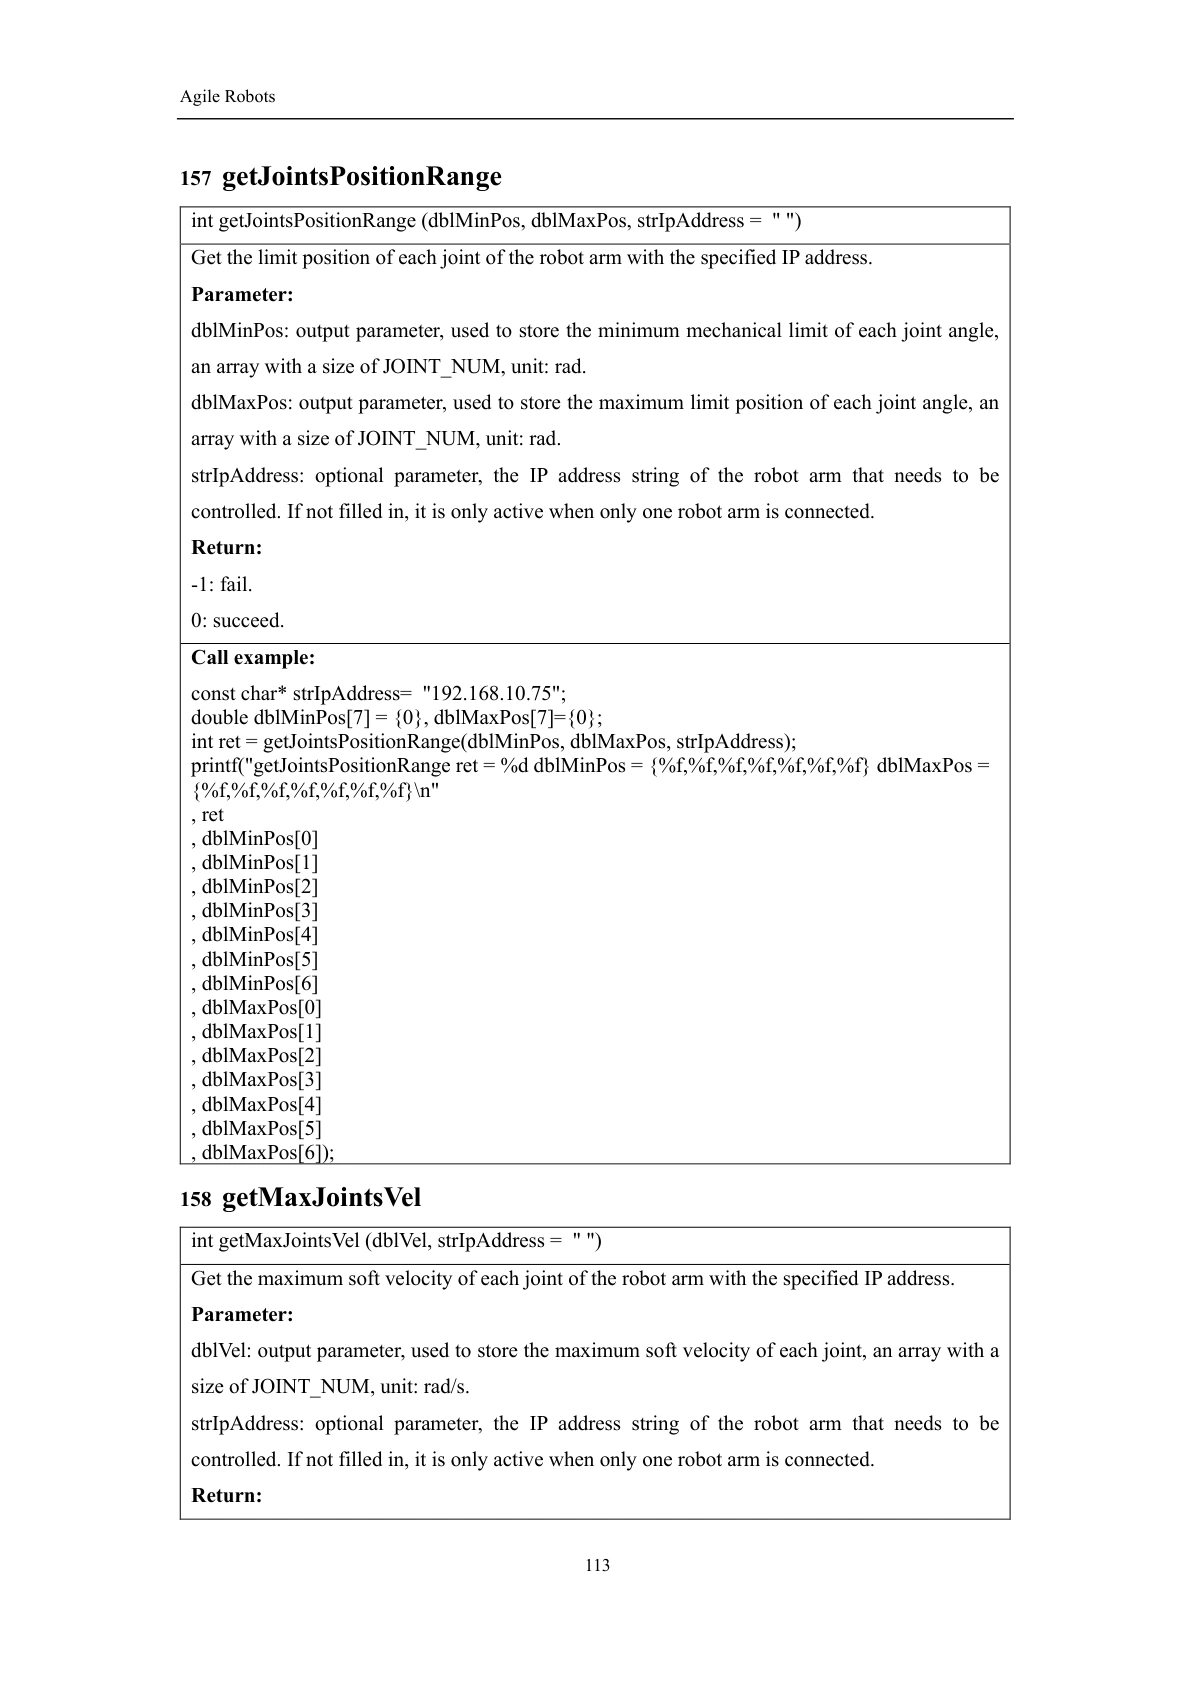 Agile Robots
157 getJointsPositionRange
int getJointsPositionRange (dblMinPos, dblMaxPos, strIpAddress = " ")
Get the limit position of each joint of the robot arm with the specified IP address.
Parameter:
dblMinPos: output parameter, used to store the minimum mechanical limit of each joint angle,
an array with a size of JOINT_NUM, unit: rad.
dblMaxPos: output parameter, used to store the maximum limit position of each joint angle, an
array with a size of JOINT_NUM, unit: rad.
strIpAddress: optional parameter, the IP address string of the robot arm that needs to be
controlled. If not filled in, it is only active when only one robot arm is connected.
Return:
-1: fail.
0: succeed.
Call example:
const char* strIpAddress= "192.168.10.75";
double dblMinPos[7] = {0}, dblMaxPos[7]={0};
int ret = getJointsPositionRange(dblMinPos, dblMaxPos, strIpAddress);
printf("getJointsPositionRange ret = %d dblMinPos = {%f,%f,%f,%f,%f,%f,%f} dblMaxPos =
{%f,%f,%f,%f,%f,%f,%f}\n"
, ret
, dblMinPos[0]
, dblMinPos[1]
, dblMinPos[2]
, dblMinPos[3]
, dblMinPos[4]
, dblMinPos[5]
, dblMinPos[6]
, dblMaxPos[0]
, dblMaxPos[1]
, dblMaxPos[2]
, dblMaxPos[3]
, dblMaxPos[4]
, dblMaxPos[5]
, dblMaxPos[6]);
158 getMaxJointsVel
int getMaxJointsVel (dblVel, strIpAddress = " ")
Get the maximum soft velocity of each joint of the robot arm with the specified IP address.
Parameter:
dblVel: output parameter, used to store the maximum soft velocity of each joint, an array with a
size of JOINT_NUM, unit: rad/s.
strIpAddress: optional parameter, the IP address string of the robot arm that needs to be
controlled. If not filled in, it is only active when only one robot arm is connected.
Return:
113